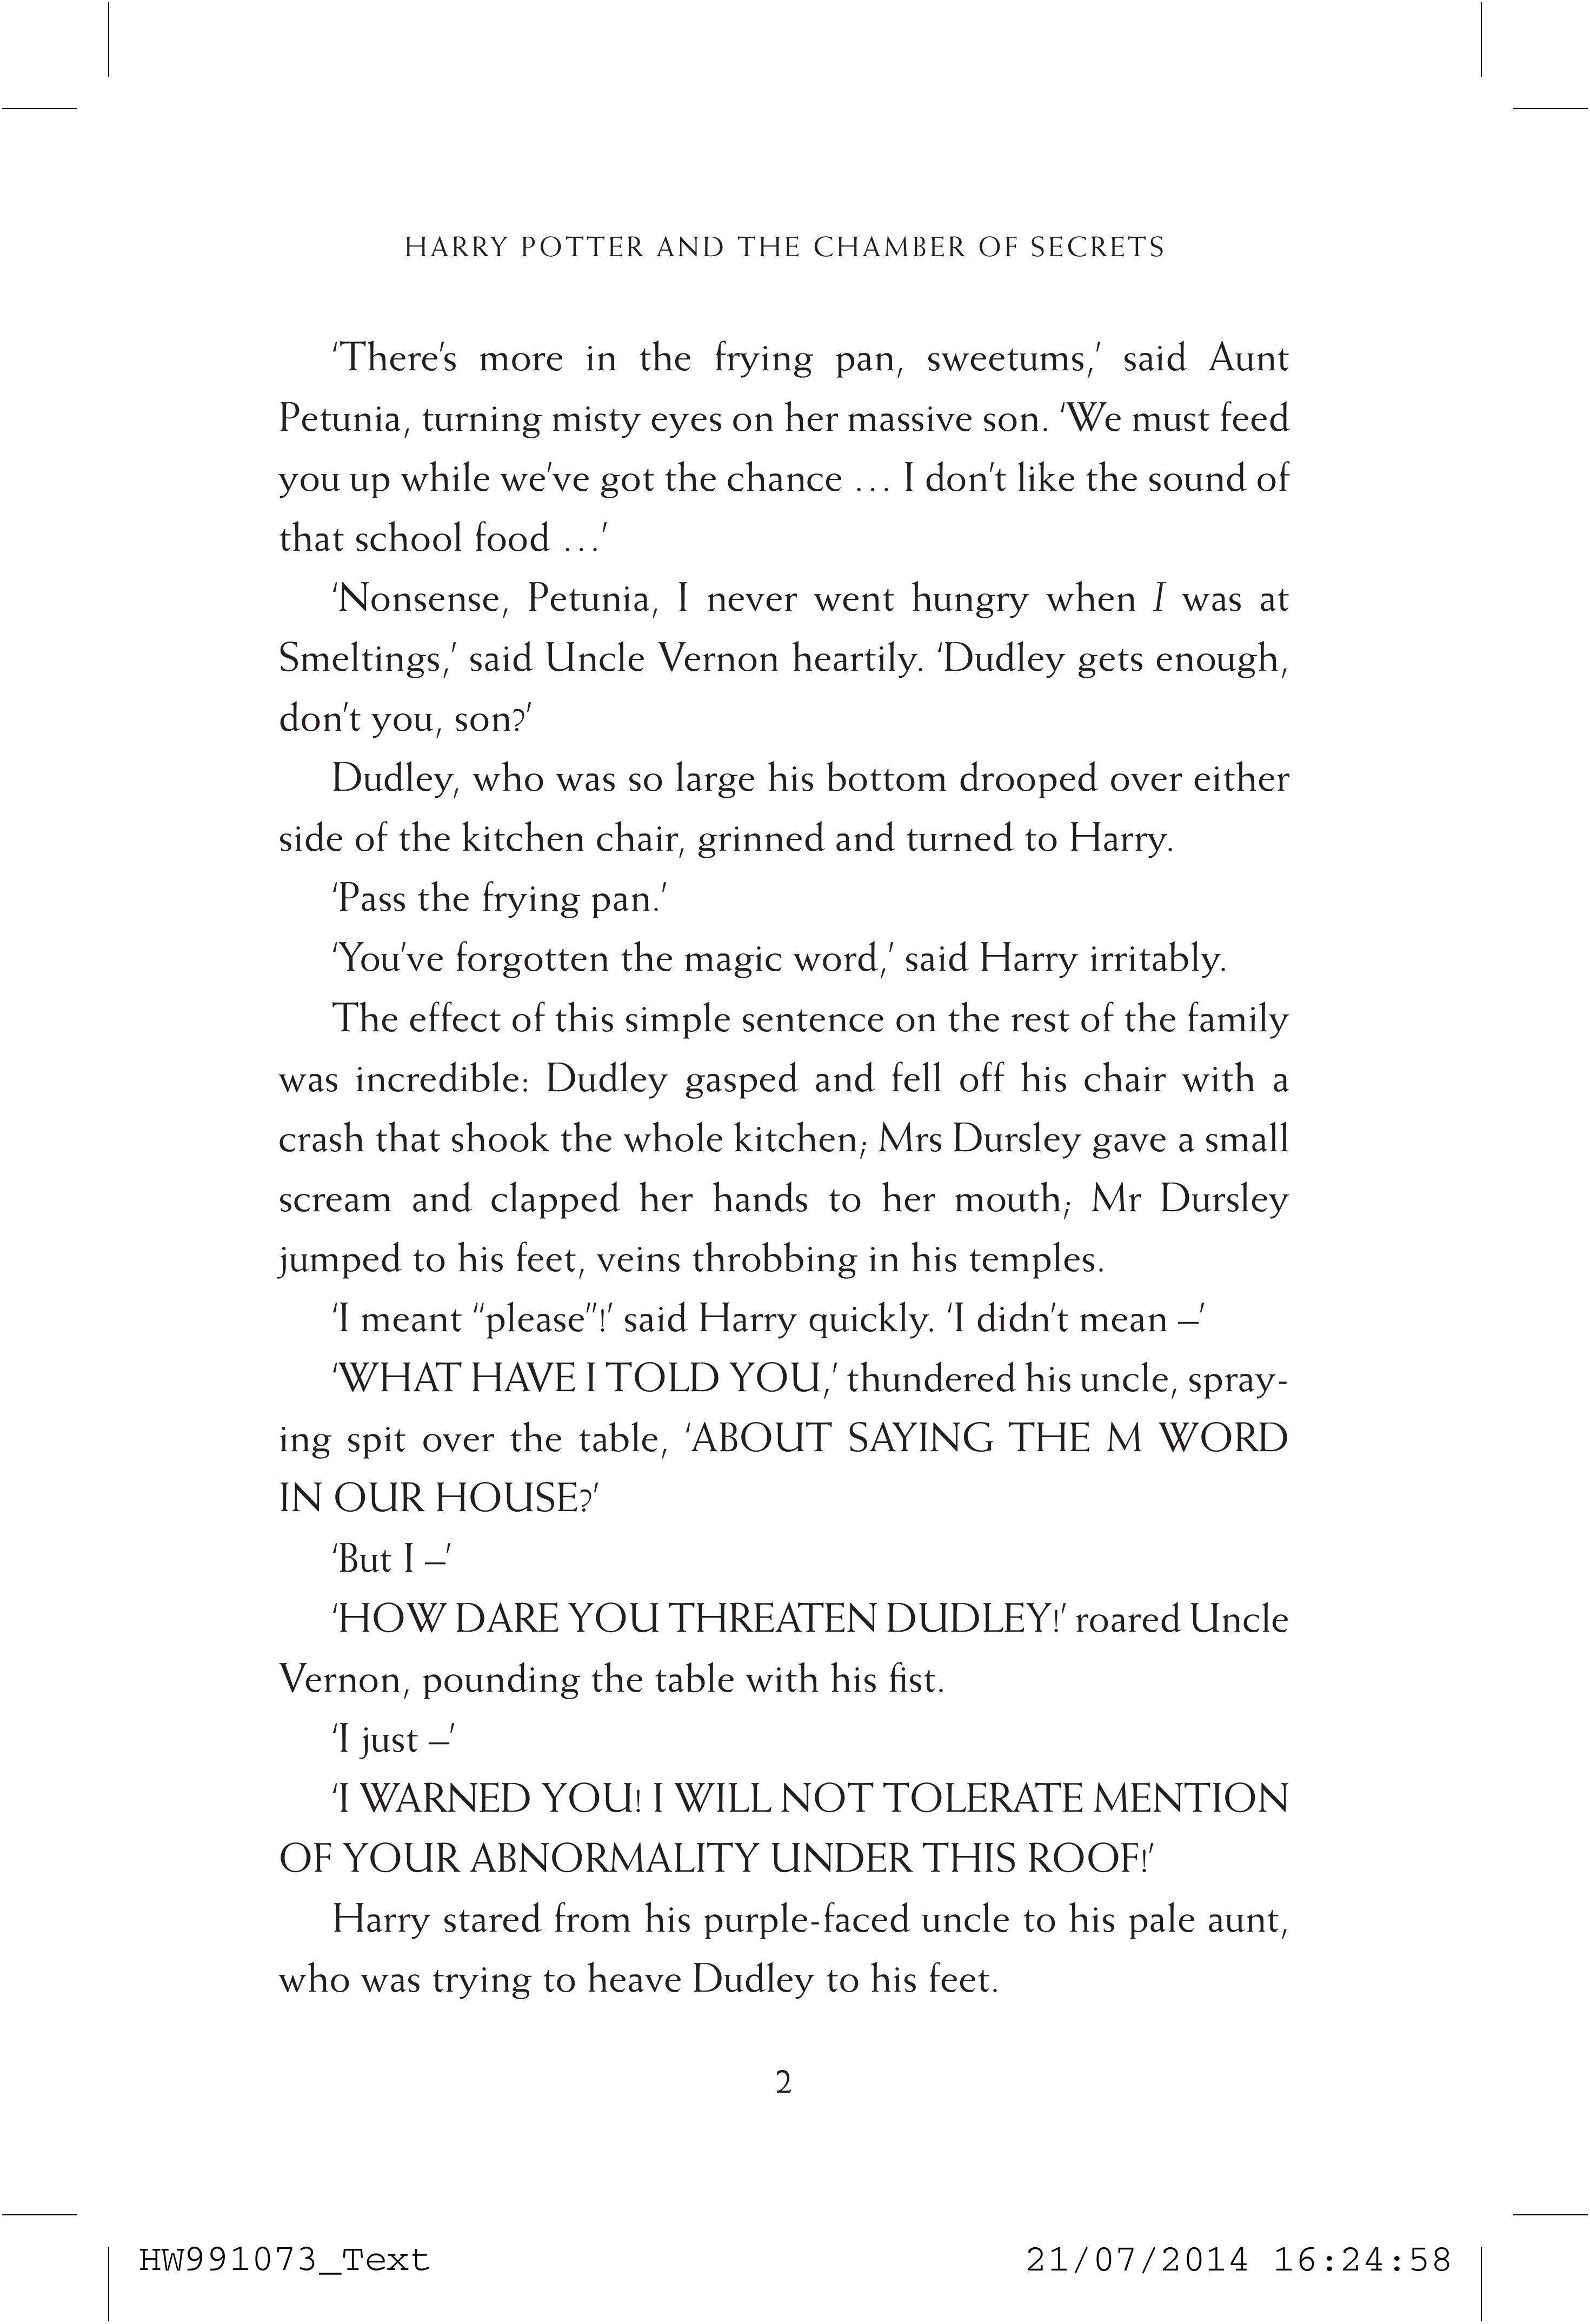 HARRY POTTER AND THE CHAMBER OF SECRETS
‘There’s more in the frying pan, sweetums,’ said Aunt
Petunia, turning misty eyes on her massive son. ‘We must feed
you up while we’ve got the chance … I don’t like the sound of
that school food …’
‘Nonsense, Petunia, I never went hungry when I was at
Smeltings,’ said Uncle Vernon heartily. ‘Dudley gets enough,
don’t you, son?’
Dudley, who was so large his bottom drooped over either
side of the kitchen chair, grinned and turned to Harry.
‘Pass the frying pan.’
‘You’ve forgotten the magic word,’ said Harry irritably.
The effect of this simple sentence on the rest of the family
was incredible: Dudley gasped and fell off his chair with a
crash that shook the whole kitchen; Mrs Dursley gave a small
scream and clapped her hands to her mouth; Mr Dursley
jumped to his feet, veins throbbing in his temples.
‘I meant “please”!’ said Harry quickly. ‘I didn’t mean –’
‘WHAT HAVE I TOLD YOU,’ thundered his uncle, spray-
ing spit over the table, ‘ABOUT SAYING THE M WORD
IN OUR HOUSE?’
‘But I –’
‘HOW DARE YOU THREATEN DUDLEY!’ roared Uncle
Vernon, pounding the table with his fist.
‘I just –’
‘I WARNED YOU! I WILL NOT TOLERATE MENTION
OF YOUR ABNORMALITY UNDER THIS ROOF!’
Harry stared from his purple-faced uncle to his pale aunt,
who was trying to heave Dudley to his feet.
2
HW991073_Text 21/07/2014 16:24:58